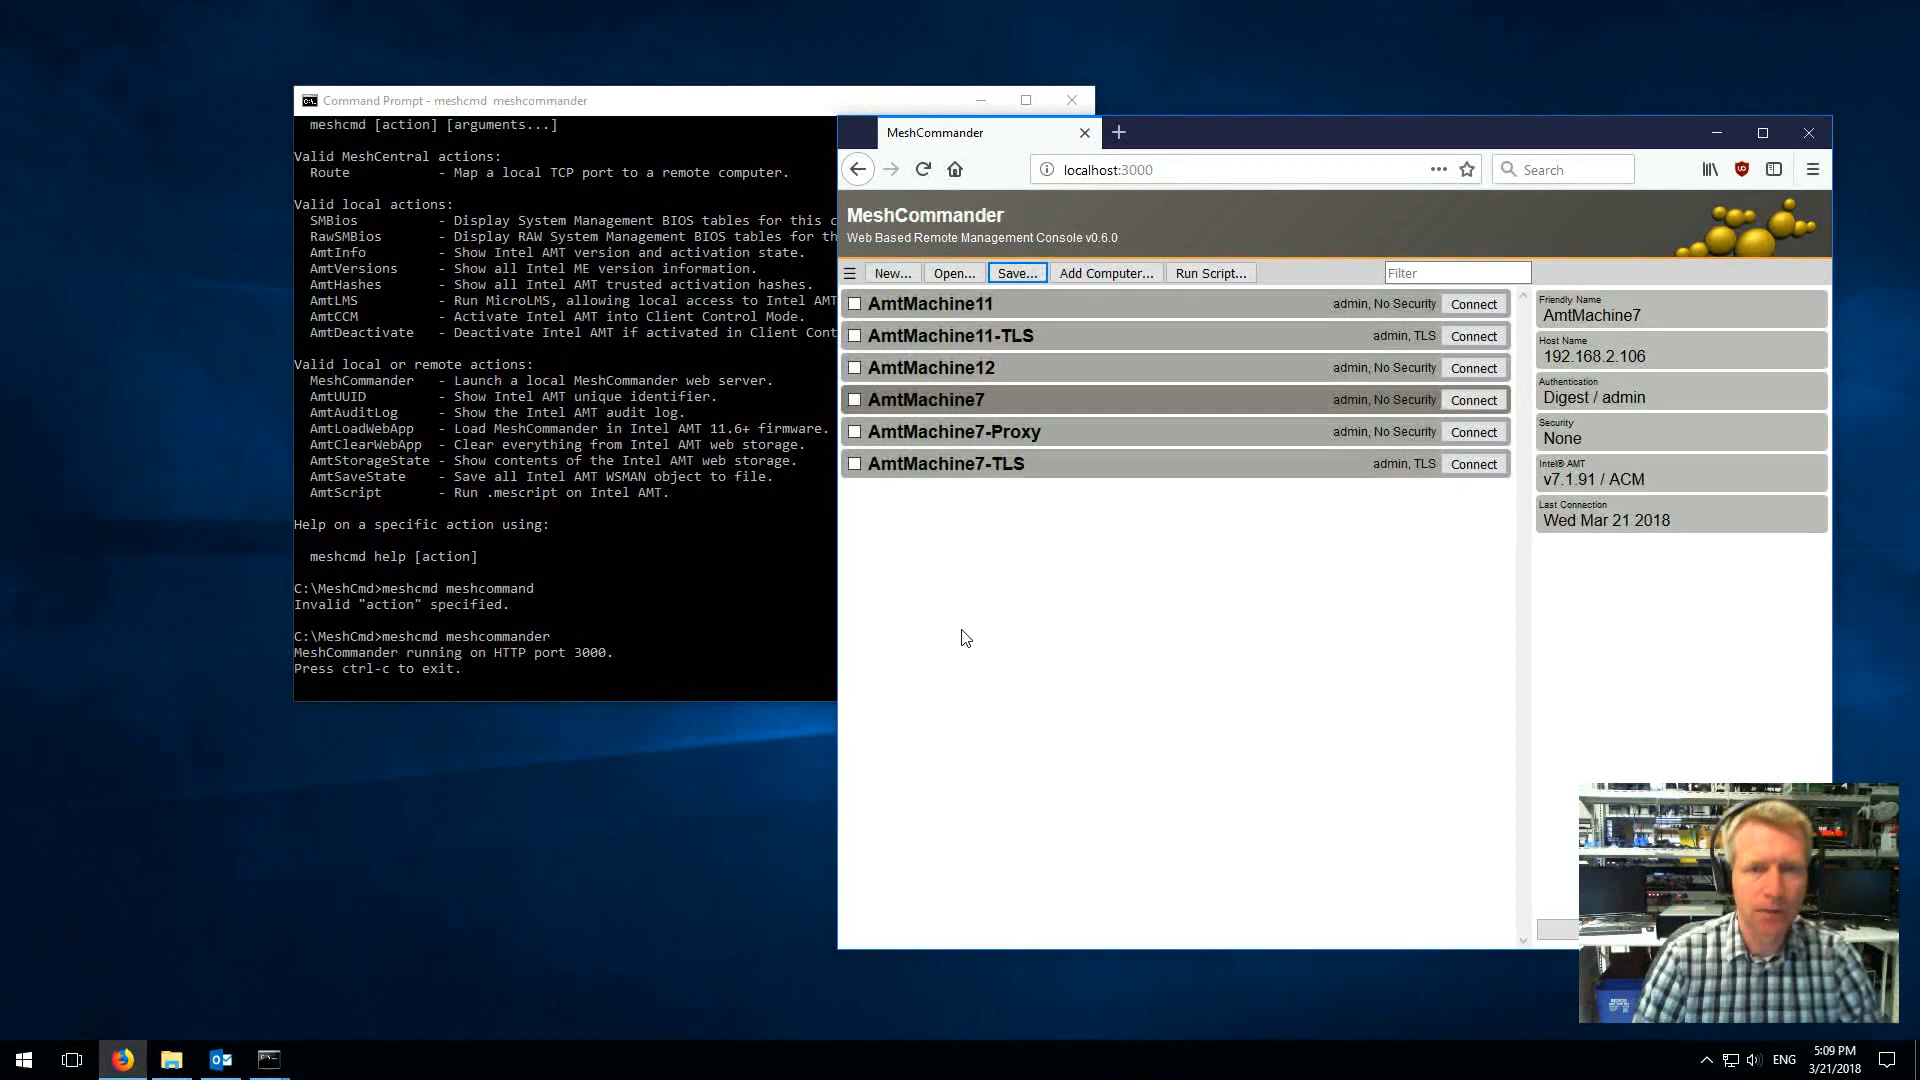 Command Prompt - meshcmd  meshcommander
meshcmd [action] [arguments...]
Valid MeshCentral actions:
Route - Map a local TCP port to a remote computer.
Valid local actions:
SMBios - Display System Management BIOS tables for this c
RawSMBios - Display RAW System Management BIOS tables for th
AmtInfo - Show Intel AMT version and activation state.
AmtVersions - Show all Intel ME version information.
AmtHashes - Show all Intel AMT trusted activation hashes.
AmtLMS - Run MicroLMS, allowing local access to Intel AMT
AmtCCM - Activate Intel AMT into Client Control Mode.
AmtDeactivate - Deactivate Intel AMT if activated in Client Cont
Valid local or remote actions:
MeshCommander - Launch a local MeshCommander web server.
AmtUUID - Show Intel AMT unique identifier.
AmtAuditLog - Show the Intel AMT audit log.
AmtLoadWebApp - Load MeshCommander in Intel AMT 11.6+ firmware.
AmtClearWebApp - Clear everything from Intel AMT web storage.
AmtStorageState - Show contents of the Intel AMT web storage.
AmtSaveState - Save all Intel AMT WSMAN object to file.
AmtScript - Run .mescript on Intel AMT.
Help on a specific action using:
meshcmd help [action]
C:\MeshCmd>meshcmd meshcommand
Invalid "action" specified.
C:\MeshCmd>meshcmd meshcommander
MeshCommander running on HTTP port 3000.
Press ctrl-c to exit.
MeshCommander
localhost:3000
Search
MeshCommander
Web Based Remote Management Console v0.6.0
New... Open... Save... Add Computer... Run Script... Filter
AmtMachine11 admin, No Security Connect
AmtMachine11-TLS admin, TLS Connect
AmtMachine12 admin, No Security Connect
AmtMachine7 admin, No Security Connect
AmtMachine7-Proxy admin, No Security Connect
AmtMachine7-TLS admin, TLS Connect
Friendly Name
AmtMachine7
Host Name
192.168.2.106
Authentication
Digest / admin
Security
None
Intel® AMT
v7.1.91 / ACM
Last Connection
Wed Mar 21 2018
ENG
5:09 PM
3/21/2018